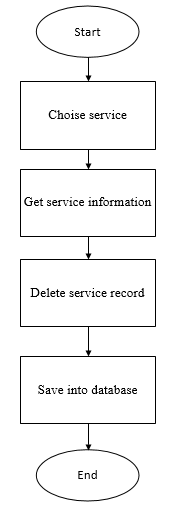 Start
Choise service
Get service information
Delete service record
Save into database
End